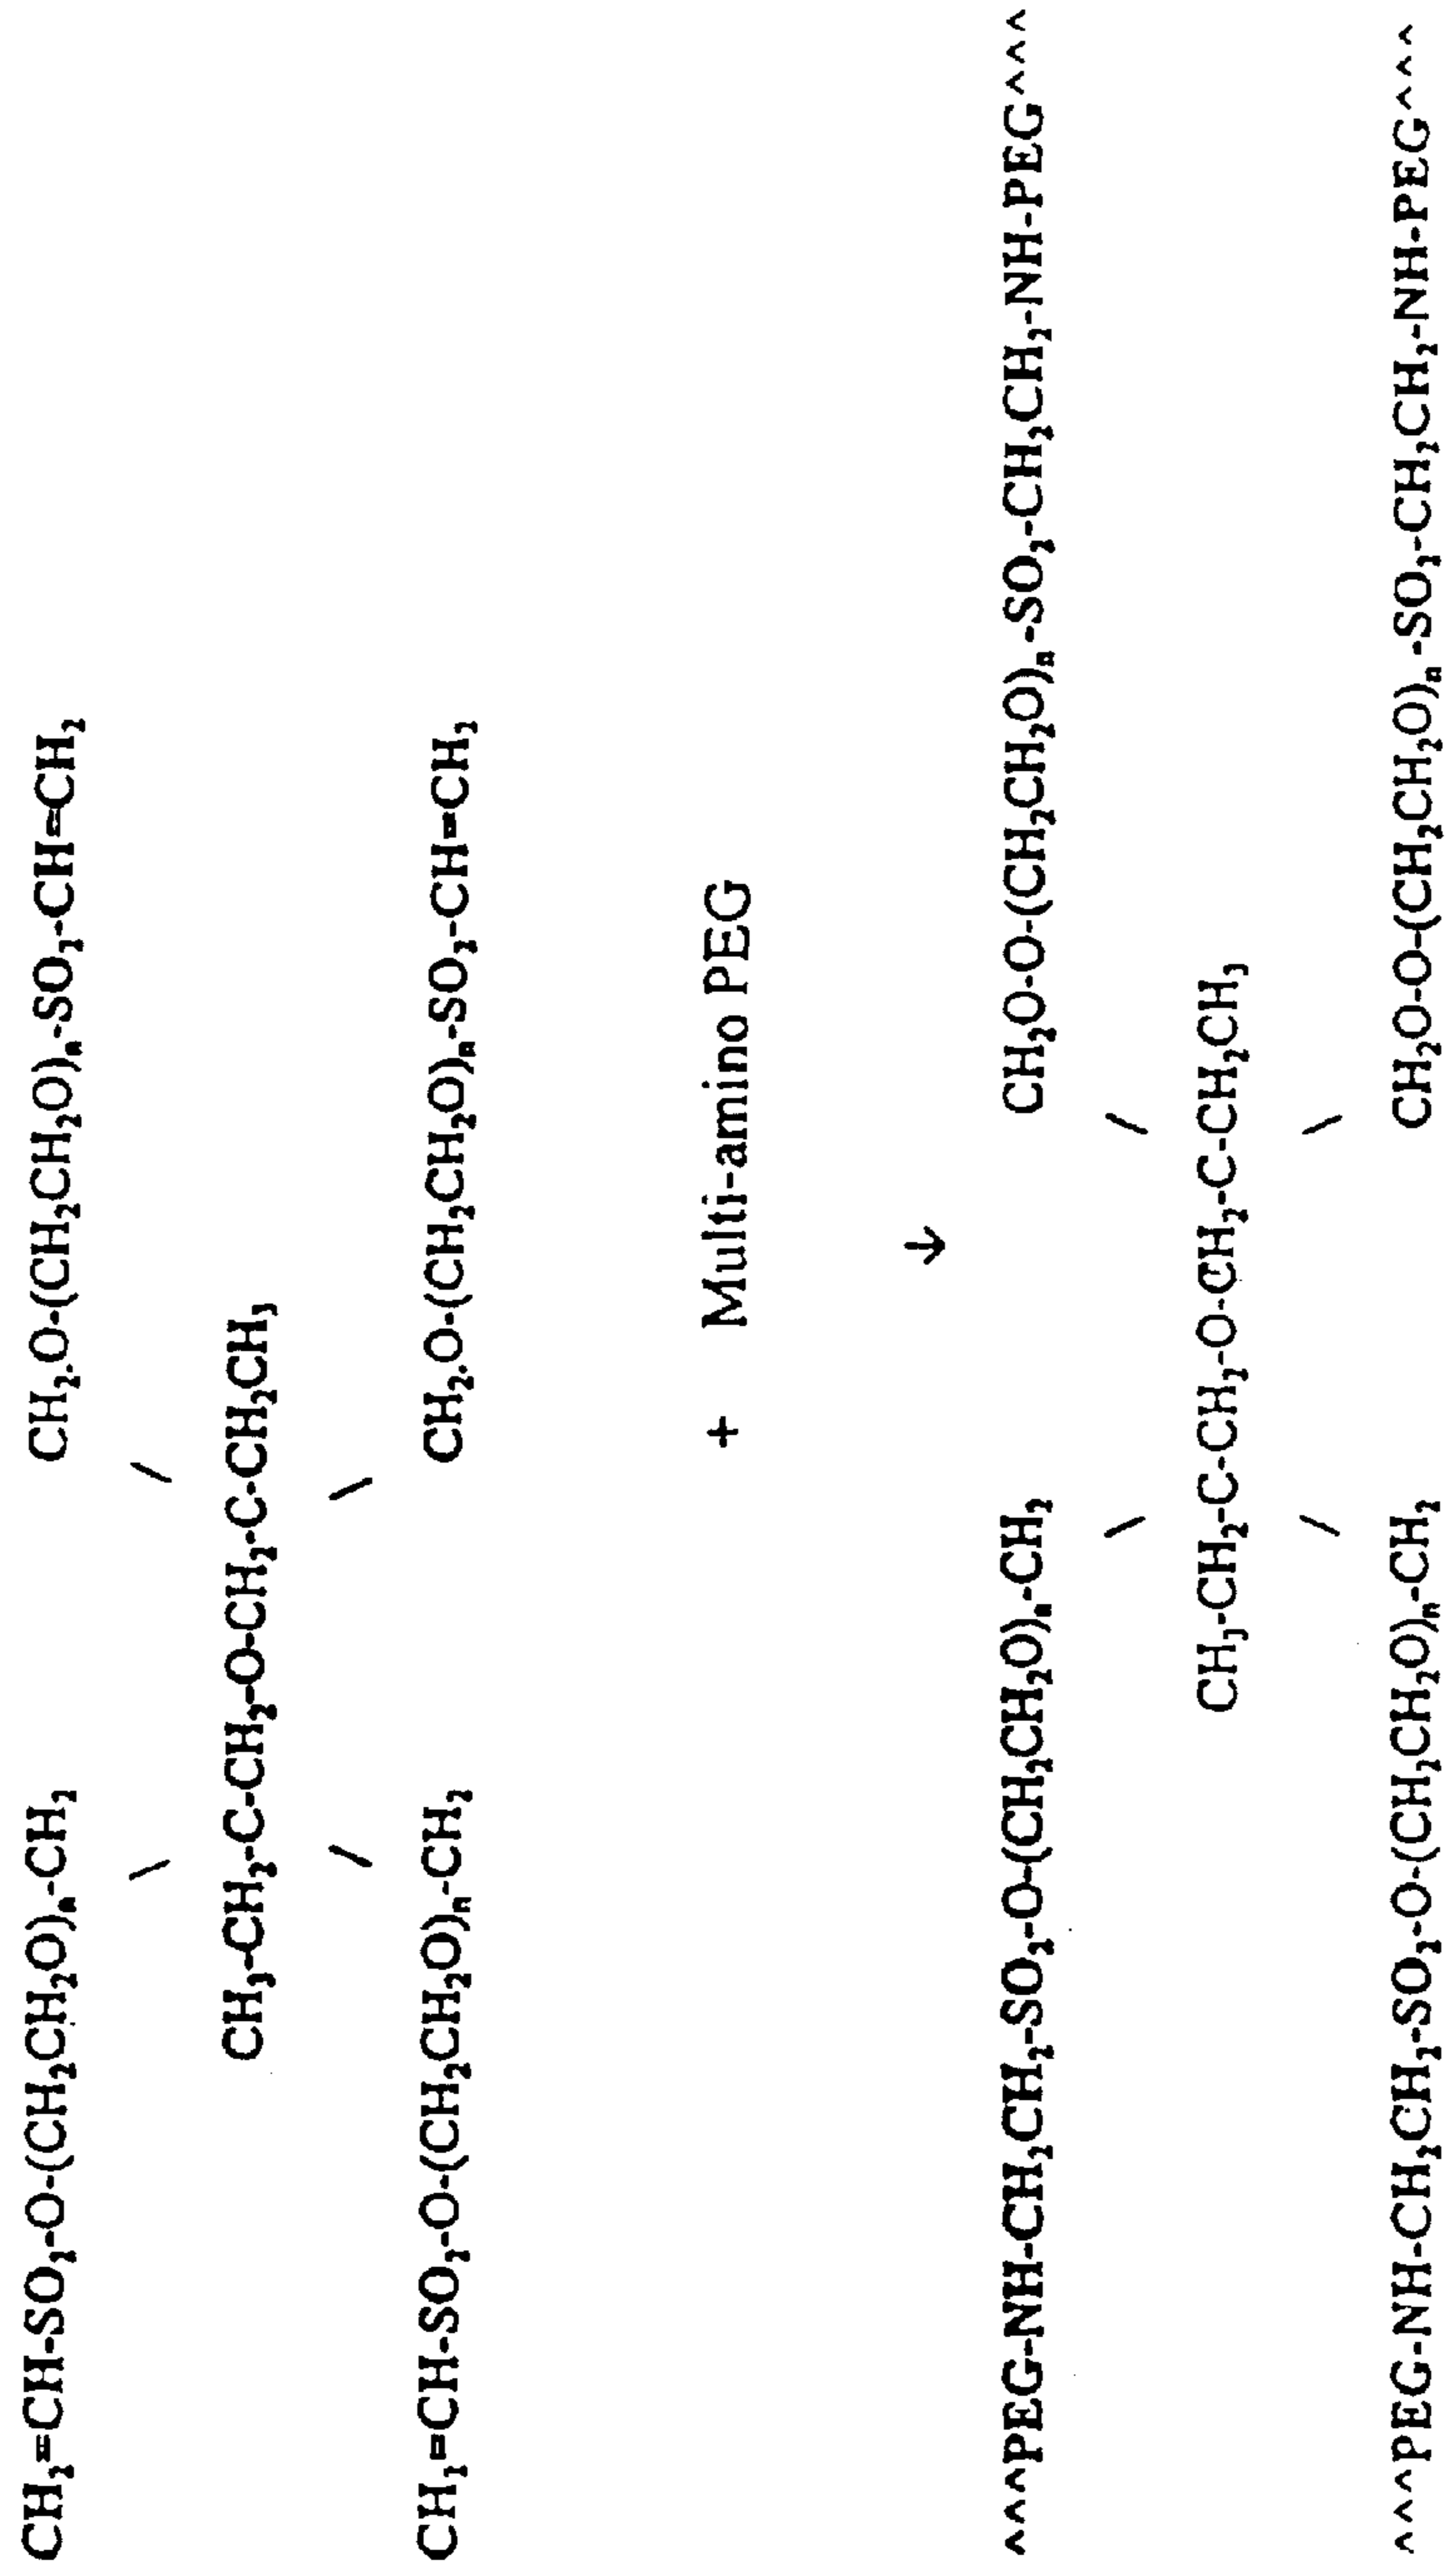 CH₂=CH-SO₂-O-(CH₂CH₂O)ₙ-CH₂ CH₂-O-(CH₂CH₂O)ₙ-SO₂-CH=CH₂
\ /
CH₃-CH₂-C-CH₂-O-CH₂-C-CH₂CH₃
/ \
CH₂=CH-SO₂-O-(CH₂CH₂O)ₙ-CH₂ CH₂-O-(CH₂CH₂O)ₙ-SO₂-CH=CH₂
+ Multi-amino PEG
↓
^^^PEG-NH-CH₂CH₂-SO₂-O-(CH₂CH₂O)ₙ-CH₂ CH₂O-O-(CH₂CH₂O)ₙ-SO₂-CH₂CH₂-NH-PEG^^^
\ /
CH₃-CH₂-C-CH₂-O-CH₂-C-CH₂CH₃
/ \
^^^PEG-NH-CH₂CH₂-SO₂-O-(CH₂CH₂O)ₙ-CH₂ CH₂O-O-(CH₂CH₂O)ₙ-SO₂-CH₂CH₂-NH-PEG^^^